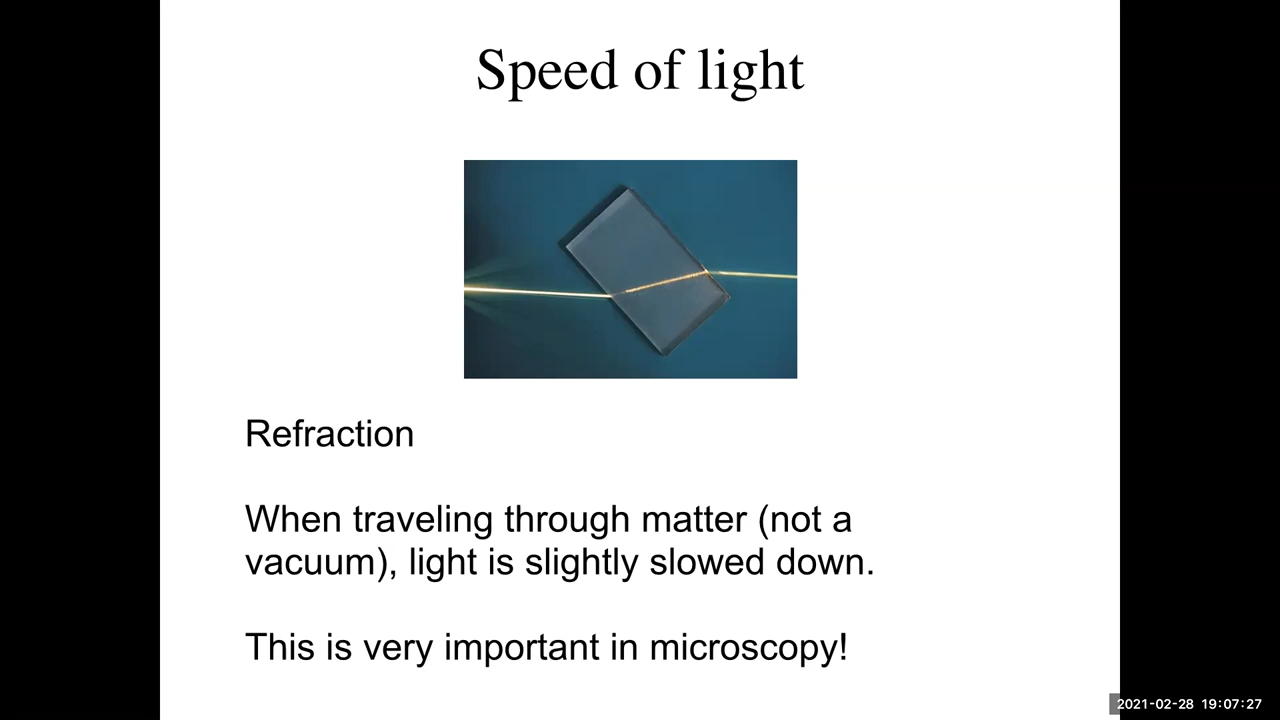 Speed of light
Refraction
When traveling through matter (not a
vacuum), light is slightly slowed down.
This is very important in microscopy!
2021-02-28 19:07:27